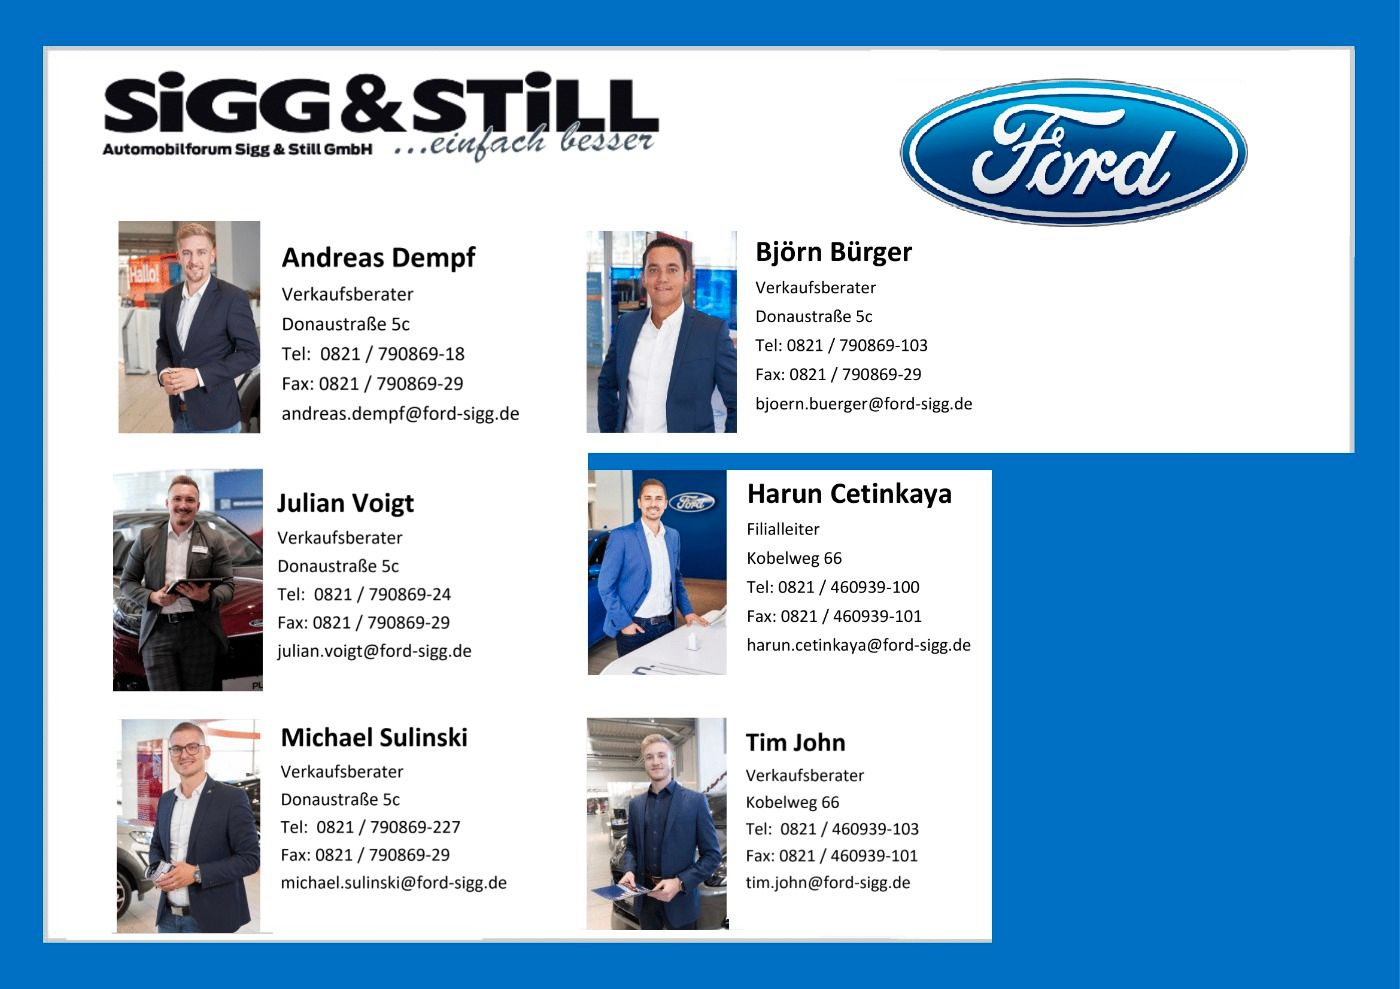 SiGG&STiLL
Automobilforum Sigg & Still GmbH
...einfach besser
Ford
Hallo!
Andreas Dempf
Verkaufsberater
Donaustraße 5c
Tel:  0821 / 790869-18
Fax: 0821 / 790869-29
andreas.dempf@ford-sigg.de
Björn Bürger
Verkaufsberater
Donaustraße 5c
Tel: 0821 / 790869-103
Fax: 0821 / 790869-29
bjoern.buerger@ford-sigg.de
Julian Voigt
Verkaufsberater
Donaustraße 5c
Tel:  0821 / 790869-24
Fax: 0821 / 790869-29
julian.voigt@ford-sigg.de
Ford
Harun Cetinkaya
Filialleiter
Kobelweg 66
Tel: 0821 / 460939-100
Fax: 0821 / 460939-101
harun.cetinkaya@ford-sigg.de
Michael Sulinski
Verkaufsberater
Donaustraße 5c
Tel:  0821 / 790869-227
Fax: 0821 / 790869-29
michael.sulinski@ford-sigg.de
Tim John
Verkaufsberater
Kobelweg 66
Tel:  0821 / 460939-103
Fax: 0821 / 460939-101
tim.john@ford-sigg.de